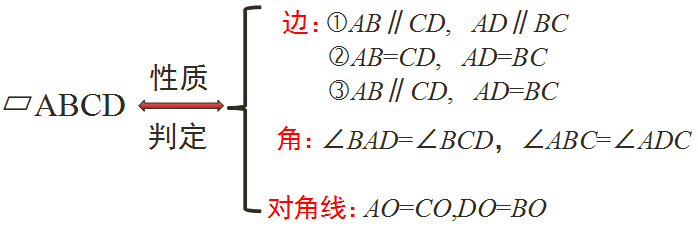 边：①AB∥CD, AD∥BC
②AB=CD, AD=BC
③AB∥CD, AD=BC
▱ABCD
性质
判定
角：∠BAD=∠BCD，∠ABC=∠ADC
对角线：AO=CO,DO=BO